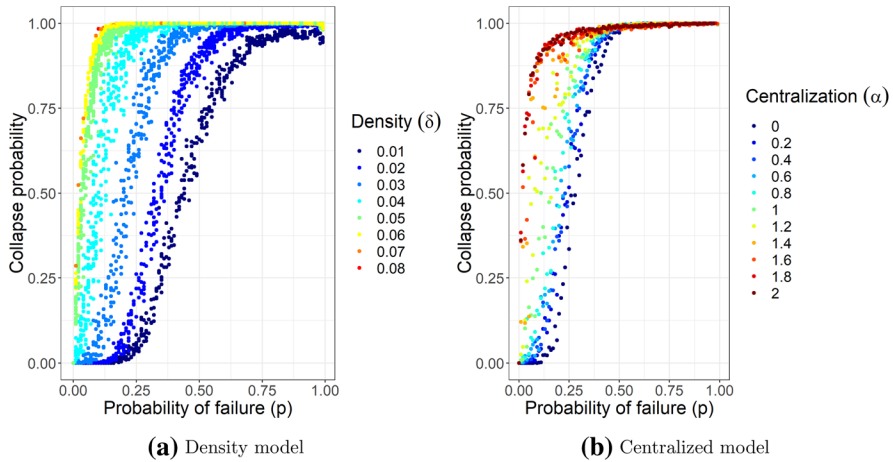 Collapse probability
1.00
0.75
0.50
0.25
0.00
0.00 0.25 0.50 0.75 1.00
Probability of failure (p)
Density (δ)
0.01
0.02
0.03
0.04
0.05
0.06
0.07
0.08
(a) Density model
Collapse probability
1.00
0.75
0.50
0.25
0.00
0.00 0.25 0.50 0.75 1.00
Probability of failure (p)
Centralization (α)
0
0.2
0.4
0.6
0.8
1
1.2
1.4
1.6
1.8
2
(b) Centralized model